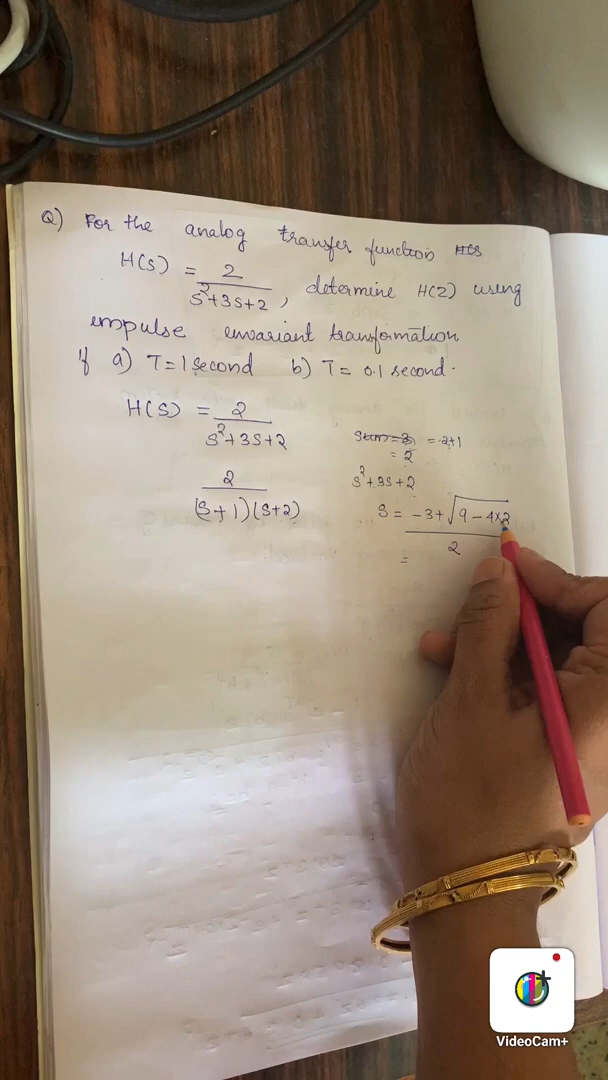 Q) For the analog transfer function H(S
H(S) = 2 / S²+3S+2 , determine H(Z) using
impulse invariant transformation
if a) T=1 second b) T= 0.1 second.
H(S) = 2 / S²+3S+2
2 / (S+1)(S+2)
Sum=3 = 2+1
= 2
S²+3S+2
S = -3+√9-4×2 / 2
=
VideoCam+